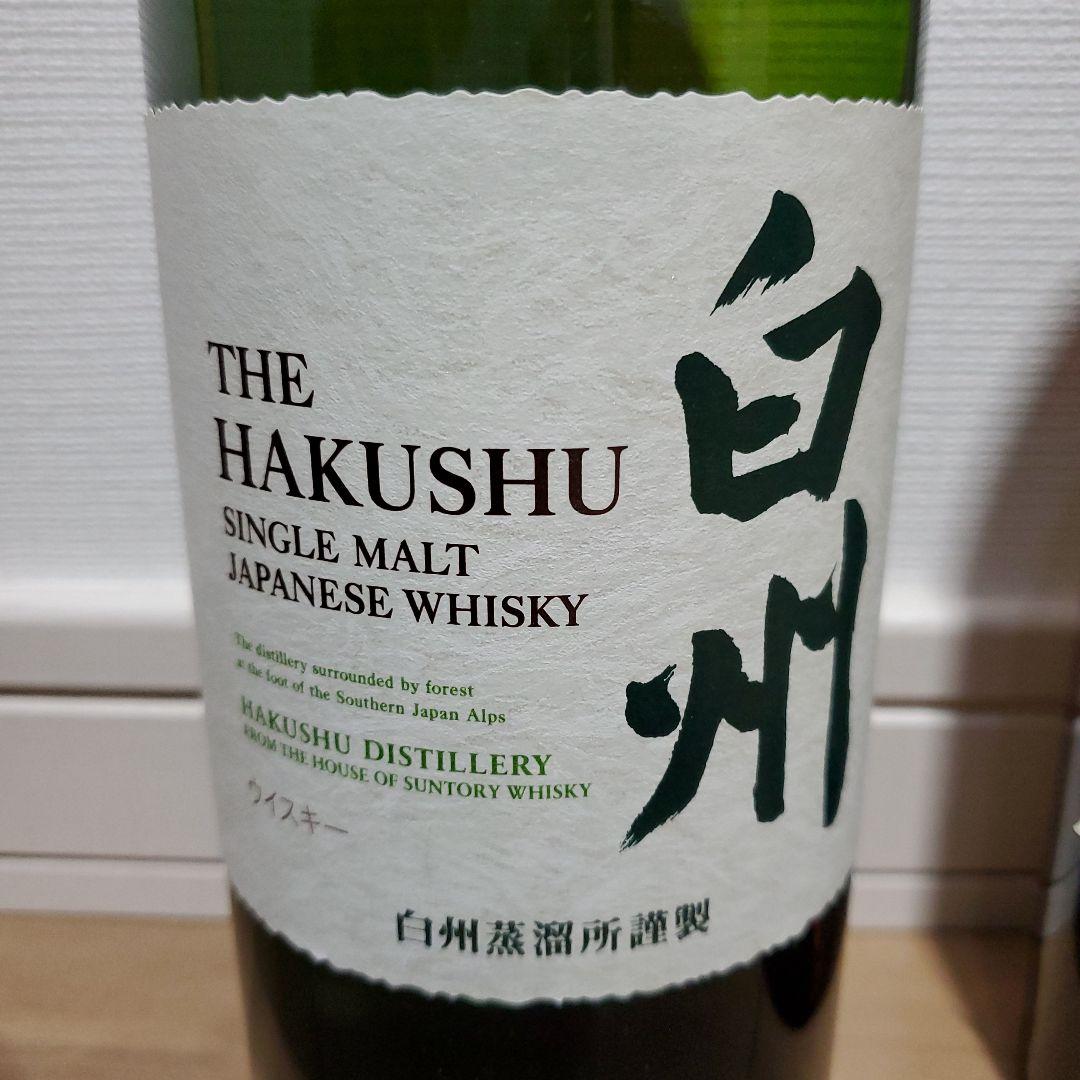 THE
HAKUSHU
SINGLE MALT
JAPANESE WHISKY
The distillery surrounded by forest
at the foot of the Southern Japan Alps
HAKUSHU DISTILLERY
FROM THE HOUSE OF SUNTORY WHISKY
ウイスキー
白州
白州蒸溜所謹製